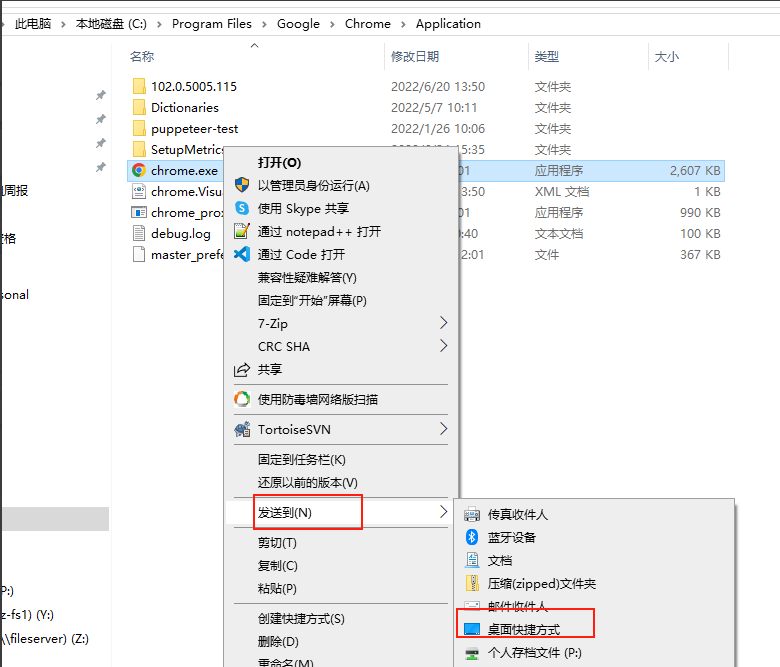 此电脑 > 本地磁盘 (C:) > Program Files > Google > Chrome > Application
名称 修改日期 类型 大小
102.0.5005.115 2022/6/20 13:50 文件夹
Dictionaries 2022/5/7 10:11 文件夹
puppeteer-test 2022/1/26 10:06 文件夹
SetupMetrics 15:35 文件夹
chrome.exe 01 应用程序 2,607 KB
chrome.Visu 3:50 XML 文档 1 KB
chrome_prox 01 应用程序 990 KB
debug.log :40 文本文档 100 KB
master_prefe 2:01 文件 367 KB
周报
格
sonal
P:)
z-fs1) (Y:)
\\fileserver) (Z:)
打开(O)
以管理员身份运行(A)
使用 Skype 共享
通过 notepad++ 打开
通过 Code 打开
兼容性疑难解答(Y)
固定到"开始"屏幕(P)
7-Zip
CRC SHA
共享
使用防毒墙网络版扫描
TortoiseSVN
固定到任务栏(K)
还原以前的版本(V)
发送到(N)
剪切(T)
复制(C)
粘贴(P)
创建快捷方式(S)
删除(D)
重命名(M)
传真收件人
蓝牙设备
文档
压缩(zipped)文件夹
邮件收件人
桌面快捷方式
个人存档文件 (P:)